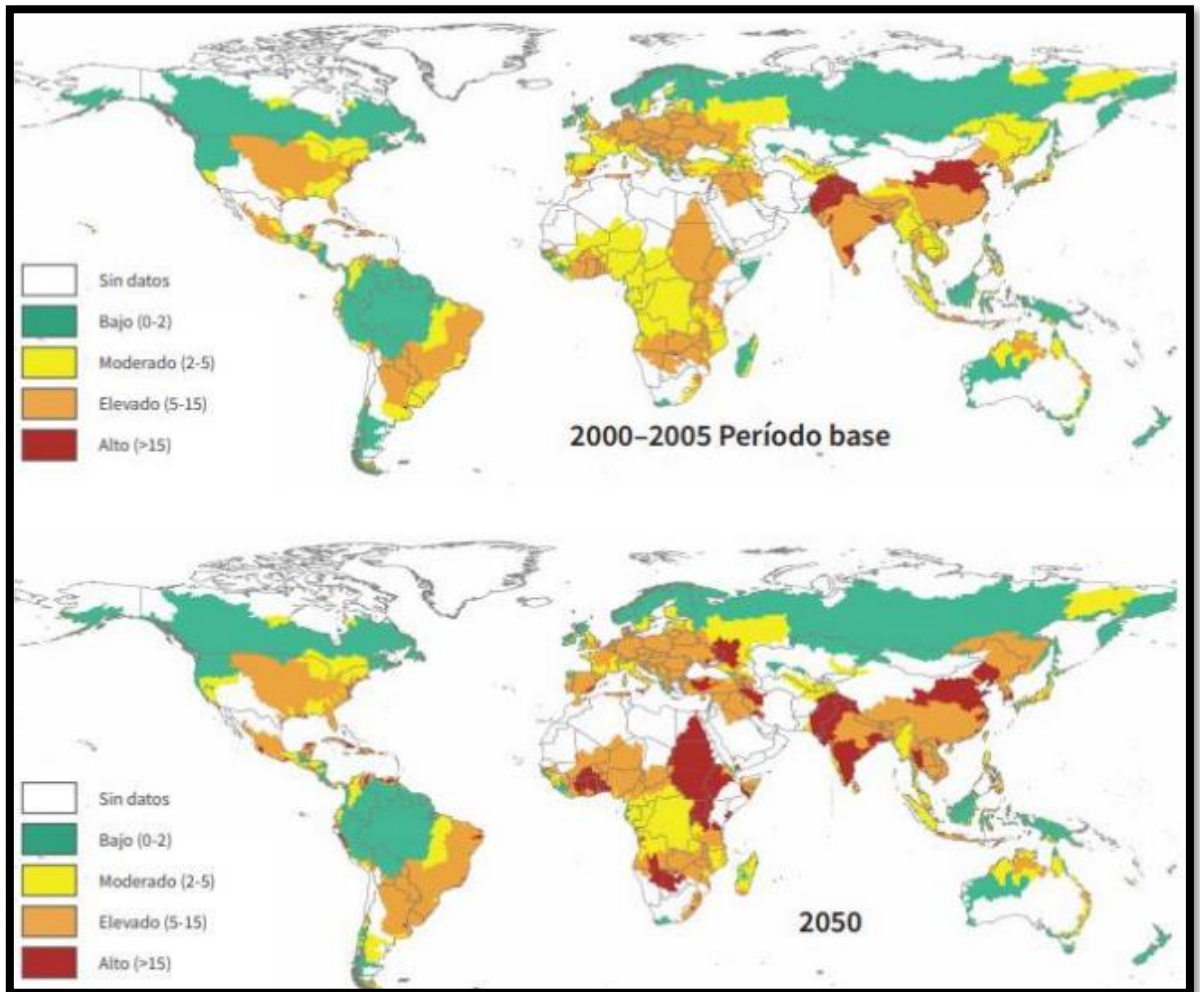 Sin datos
Bajo (0-2)
Moderado (2-5)
Elevado (5-15)
Alto (>15)
2000–2005 Período base
Sin datos
Bajo (0-2)
Moderado (2-5)
Elevado (5-15)
Alto (>15)
2050